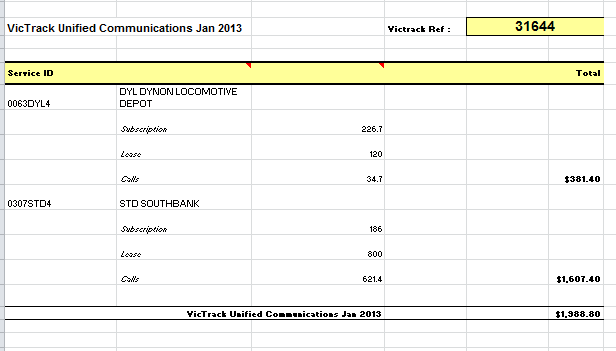 VicTrack Unified Communications Jan 2013 Victrack Ref : 31644
Service ID Total
0063DYL4 DYL DYNON LOCOMOTIVE
DEPOT
Subscription 226.7
Lease 120
Calls 34.7 $381.40
0307STD4 STD SOUTHBANK
Subscription 186
Lease 800
Calls 621.4 $1,607.40
VicTrack Unified Communications Jan 2013 $1,988.80